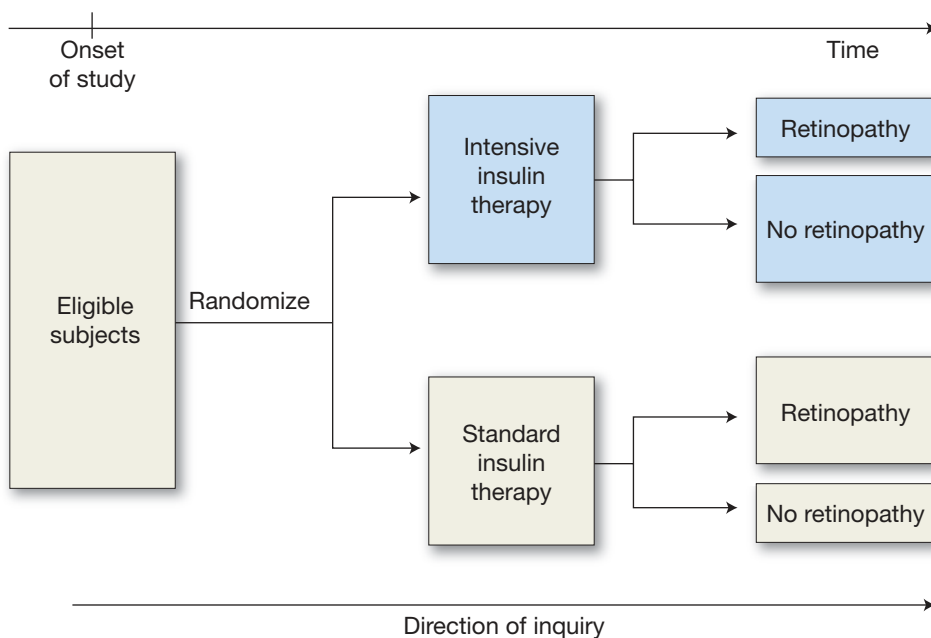 Onset
of study
Time
Eligible
subjects
Randomize
Intensive
insulin
therapy
Retinopathy
No retinopathy
Standard
insulin
therapy
Retinopathy
No retinopathy
Direction of inquiry